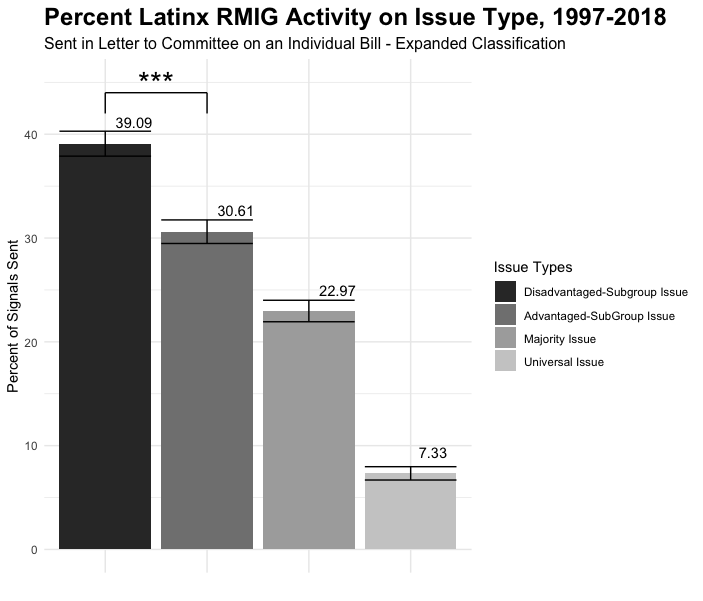 Percent Latinx RMIG Activity on Issue Type, 1997-2018
Sent in Letter to Committee on an Individual Bill - Expanded Classification
***
39.09
30.61
22.97
7.33
40
30
20
10
0
Percent of Signals Sent
Issue Types
Disadvantaged-Subgroup Issue
Advantaged-SubGroup Issue
Majority Issue
Universal Issue